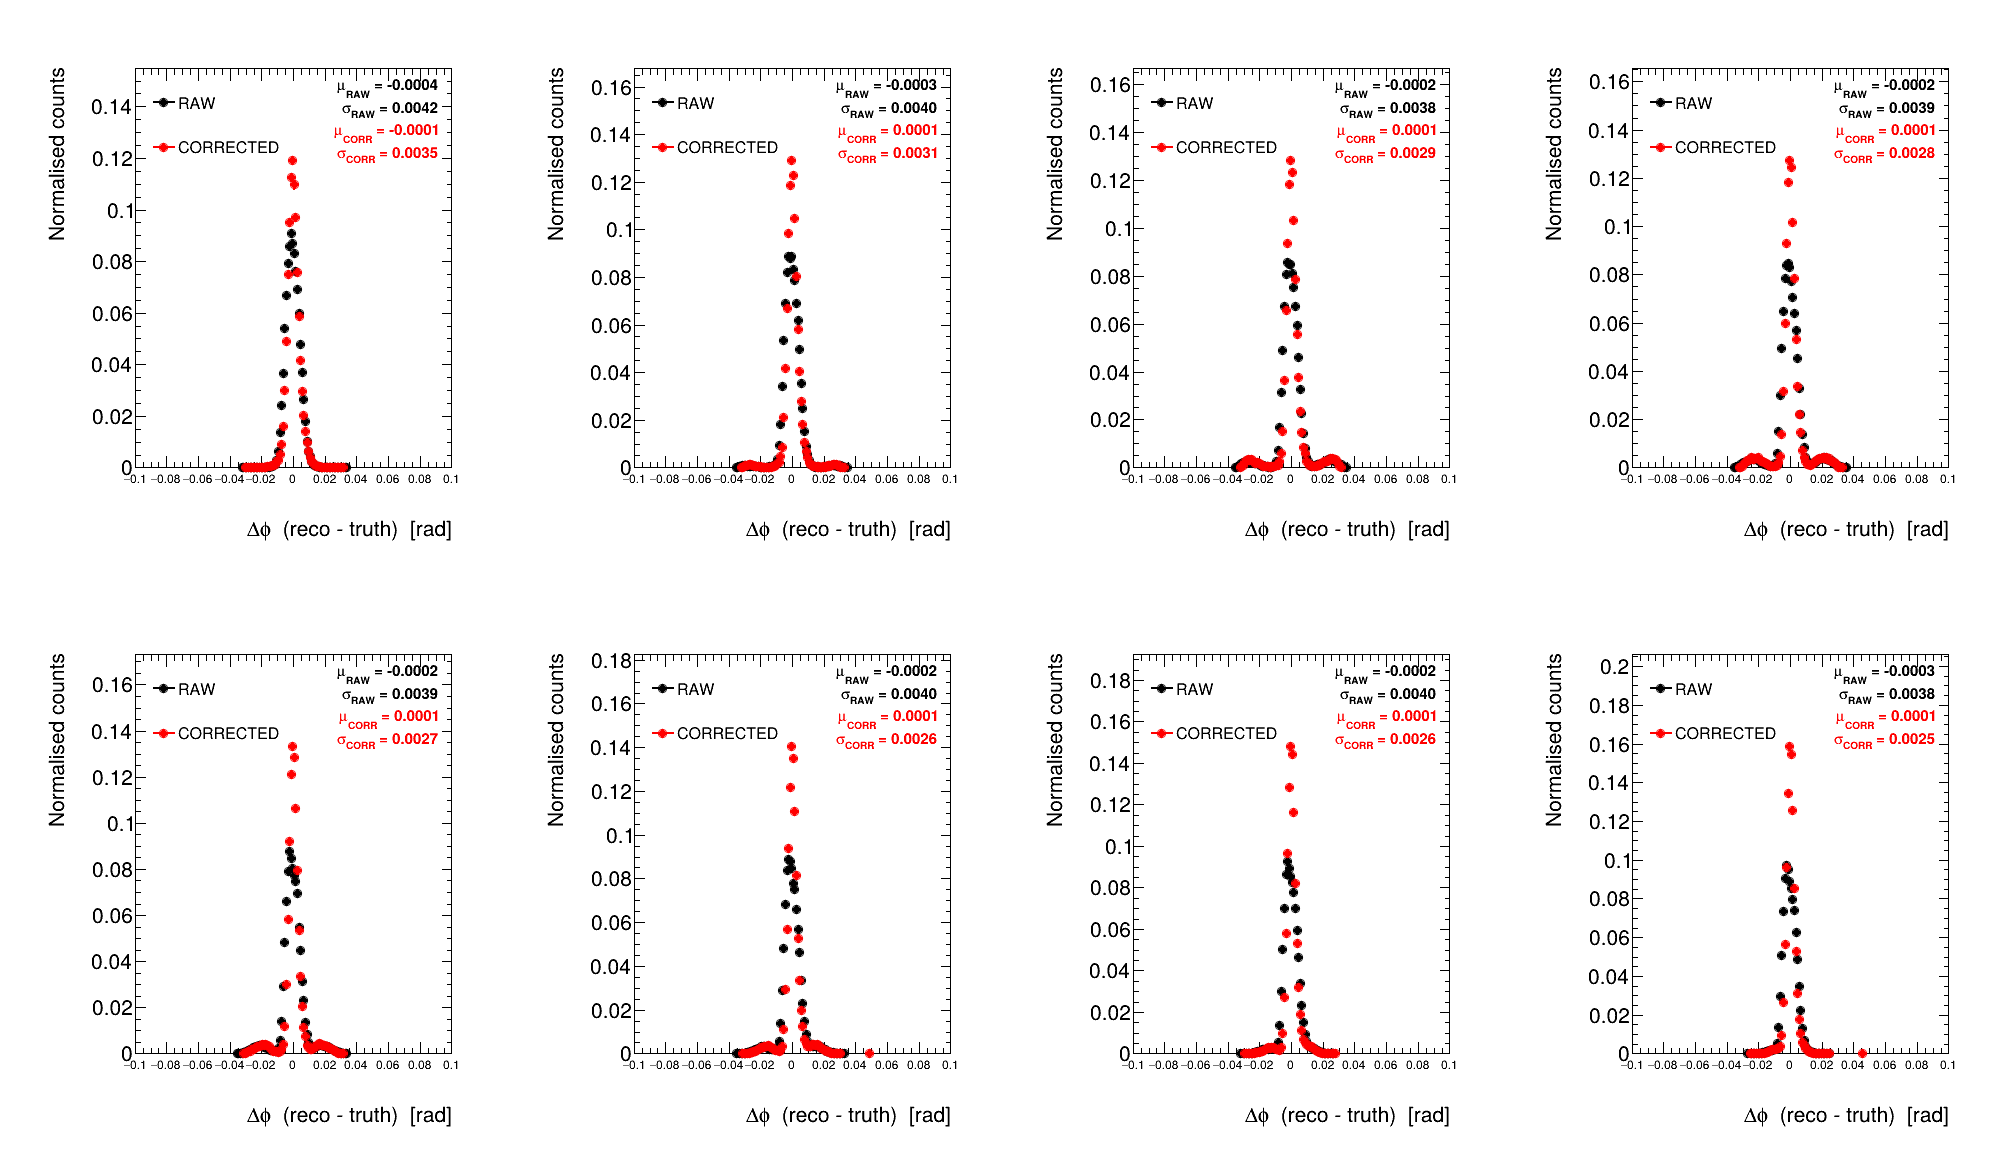 Normalised counts
0.14
0.12
0.1
0.08
0.06
0.04
0.02
0
RAW
CORRECTED
μRAW = -0.0004
σRAW = 0.0042
μCORR = -0.0001
σCORR = 0.0035
−0.1 −0.08 −0.06 −0.04 −0.02 0 0.02 0.04 0.06 0.08 0.1
Δϕ (reco - truth) [rad]
Normalised counts
0.16
0.14
0.12
0.1
0.08
0.06
0.04
0.02
0
RAW
CORRECTED
μRAW = -0.0003
σRAW = 0.0040
μCORR = 0.0001
σCORR = 0.0031
−0.1 −0.08 −0.06 −0.04 −0.02 0 0.02 0.04 0.06 0.08 0.1
Δϕ (reco - truth) [rad]
Normalised counts
0.16
0.14
0.12
0.1
0.08
0.06
0.04
0.02
0
RAW
CORRECTED
μRAW = -0.0002
σRAW = 0.0038
μCORR = 0.0001
σCORR = 0.0029
−0.1 −0.08 −0.06 −0.04 −0.02 0 0.02 0.04 0.06 0.08 0.1
Δϕ (reco - truth) [rad]
Normalised counts
0.16
0.14
0.12
0.1
0.08
0.06
0.04
0.02
0
RAW
CORRECTED
μRAW = -0.0002
σRAW = 0.0039
μCORR = 0.0001
σCORR = 0.0028
−0.1 −0.08 −0.06 −0.04 −0.02 0 0.02 0.04 0.06 0.08 0.1
Δϕ (reco - truth) [rad]
Normalised counts
0.16
0.14
0.12
0.1
0.08
0.06
0.04
0.02
0
RAW
CORRECTED
μRAW = -0.0002
σRAW = 0.0039
μCORR = 0.0001
σCORR = 0.0027
−0.1 −0.08 −0.06 −0.04 −0.02 0 0.02 0.04 0.06 0.08 0.1
Δϕ (reco - truth) [rad]
Normalised counts
0.18
0.16
0.14
0.12
0.1
0.08
0.06
0.04
0.02
0
RAW
CORRECTED
μRAW = -0.0002
σRAW = 0.0040
μCORR = 0.0001
σCORR = 0.0026
−0.1 −0.08 −0.06 −0.04 −0.02 0 0.02 0.04 0.06 0.08 0.1
Δϕ (reco - truth) [rad]
Normalised counts
0.18
0.16
0.14
0.12
0.1
0.08
0.06
0.04
0.02
0
RAW
CORRECTED
μRAW = -0.0002
σRAW = 0.0040
μCORR = 0.0001
σCORR = 0.0026
−0.1 −0.08 −0.06 −0.04 −0.02 0 0.02 0.04 0.06 0.08 0.1
Δϕ (reco - truth) [rad]
Normalised counts
0.2
0.18
0.16
0.14
0.12
0.1
0.08
0.06
0.04
0.02
0
RAW
CORRECTED
μRAW = -0.0003
σRAW = 0.0038
μCORR = 0.0001
σCORR = 0.0025
−0.1 −0.08 −0.06 −0.04 −0.02 0 0.02 0.04 0.06 0.08 0.1
Δϕ (reco - truth) [rad]